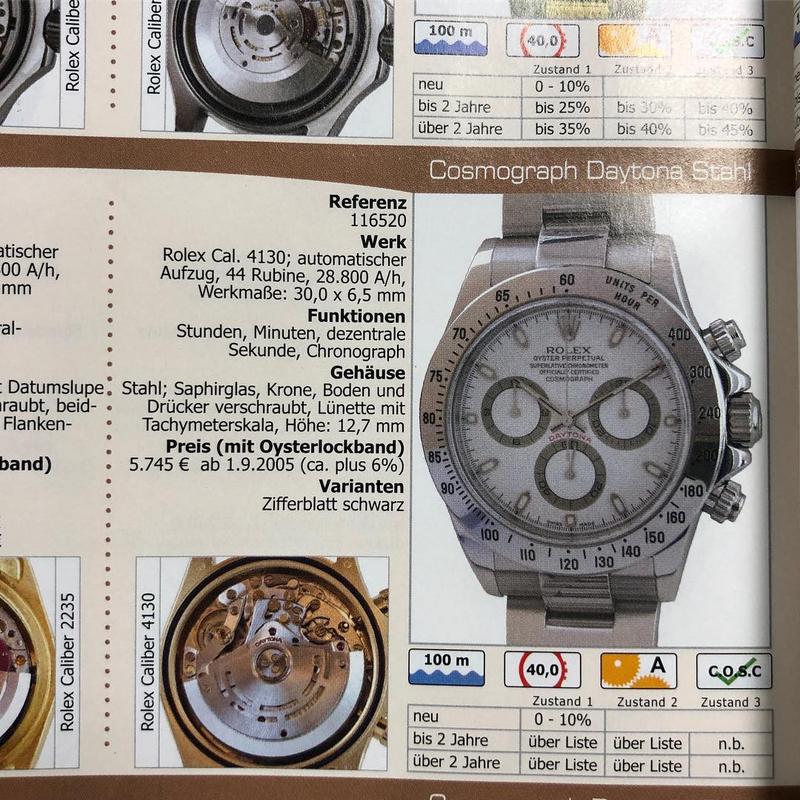 Rolex Caliber
Rolex Caliber
100 m
40,0
A
C.O.S.C
Zustand 1 Zustand 2 Zustand 3
neu 0 - 10%
bis 2 Jahre bis 25% bis 30% bis 40%
über 2 Jahre bis 35% bis 40% bis 45%
Cosmograph Daytona Stahl
atischer
00 A/h,
mm
ral-
t Datumslupe
raubt, beid-
Flanken-
band)
Referenz
116520
Werk
Rolex Cal. 4130; automatischer
Aufzug, 44 Rubine, 28.800 A/h,
Werkmaße: 30,0 x 6,5 mm
Funktionen
Stunden, Minuten, dezentrale
Sekunde, Chronograph
Gehäuse
Stahl; Saphirglas, Krone, Boden und
Drücker verschraubt, Lünette mit
Tachymeterskala, Höhe: 12,7 mm
Preis (mit Oysterlockband)
5.745 € ab 1.9.2005 (ca. plus 6%)
Varianten
Zifferblatt schwarz
60
UNITS PER
HOUR
400
300
240
200
180
160
150
140
130
120
110
100
90
85
80
75
70
65
ROLEX
OYSTER PERPETUAL
SUPERLATIVE CHRONOMETER
OFFICIALLY CERTIFIED
COSMOGRAPH
DAYTONA
Rolex Caliber 2235
Rolex Caliber 4130
DAYTONA
100 m
40,0
A
C.O.S.C
Zustand 1 Zustand 2 Zustand 3
neu 0 - 10%
bis 2 Jahre über Liste über Liste n.b.
über 2 Jahre über Liste über Liste n.b.